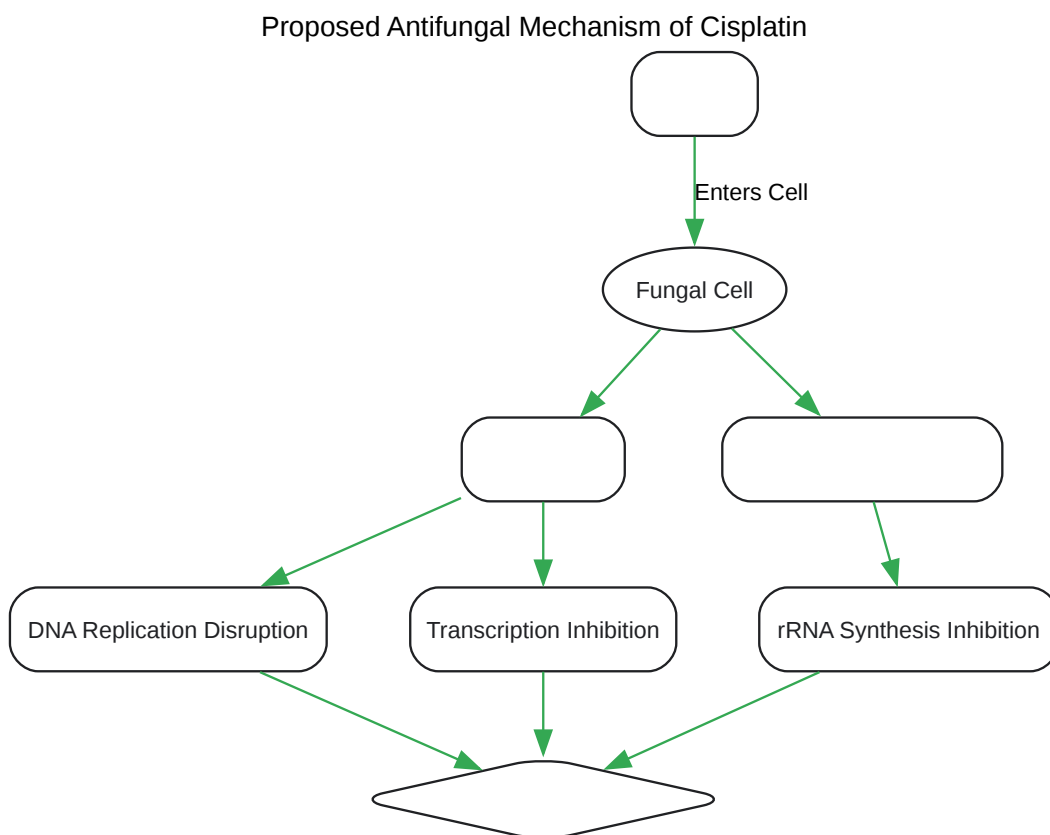 Proposed Antifungal Mechanism of Cisplatin
Enters Cell
Fungal Cell
DNA Replication Disruption
Transcription Inhibition
rRNA Synthesis Inhibition